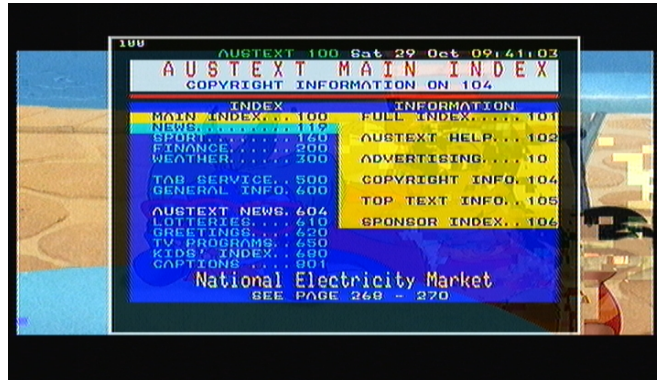 100
AUSTEXT 100 Sat 29 Oct 09:41:03
AUSTEXT MAIN INDEX
COPYRIGHT INFORMATION ON 104
INDEX
MAIN INDEX... 100
NEWS......... 119
SPORT........ 160
FINANCE...... 200
WEATHER...... 300
TAB SERVICE.. 500
GENERAL INFO. 600
AUSTEXT NEWS. 604
LOTTERIES.... 610
GREETINGS.... 620
TV PROGRAMS.. 650
KIDS' INDEX.. 680
CAPTIONS .... 801
INFORMATION
FULL INDEX..... 101
AUSTEXT HELP... 102
ADVERTISING.... 10
COPYRIGHT INFO. 104
TOP TEXT INFO.. 105
SPONSOR INDEX.. 106
National Electricity Market
SEE PAGE 268 - 270